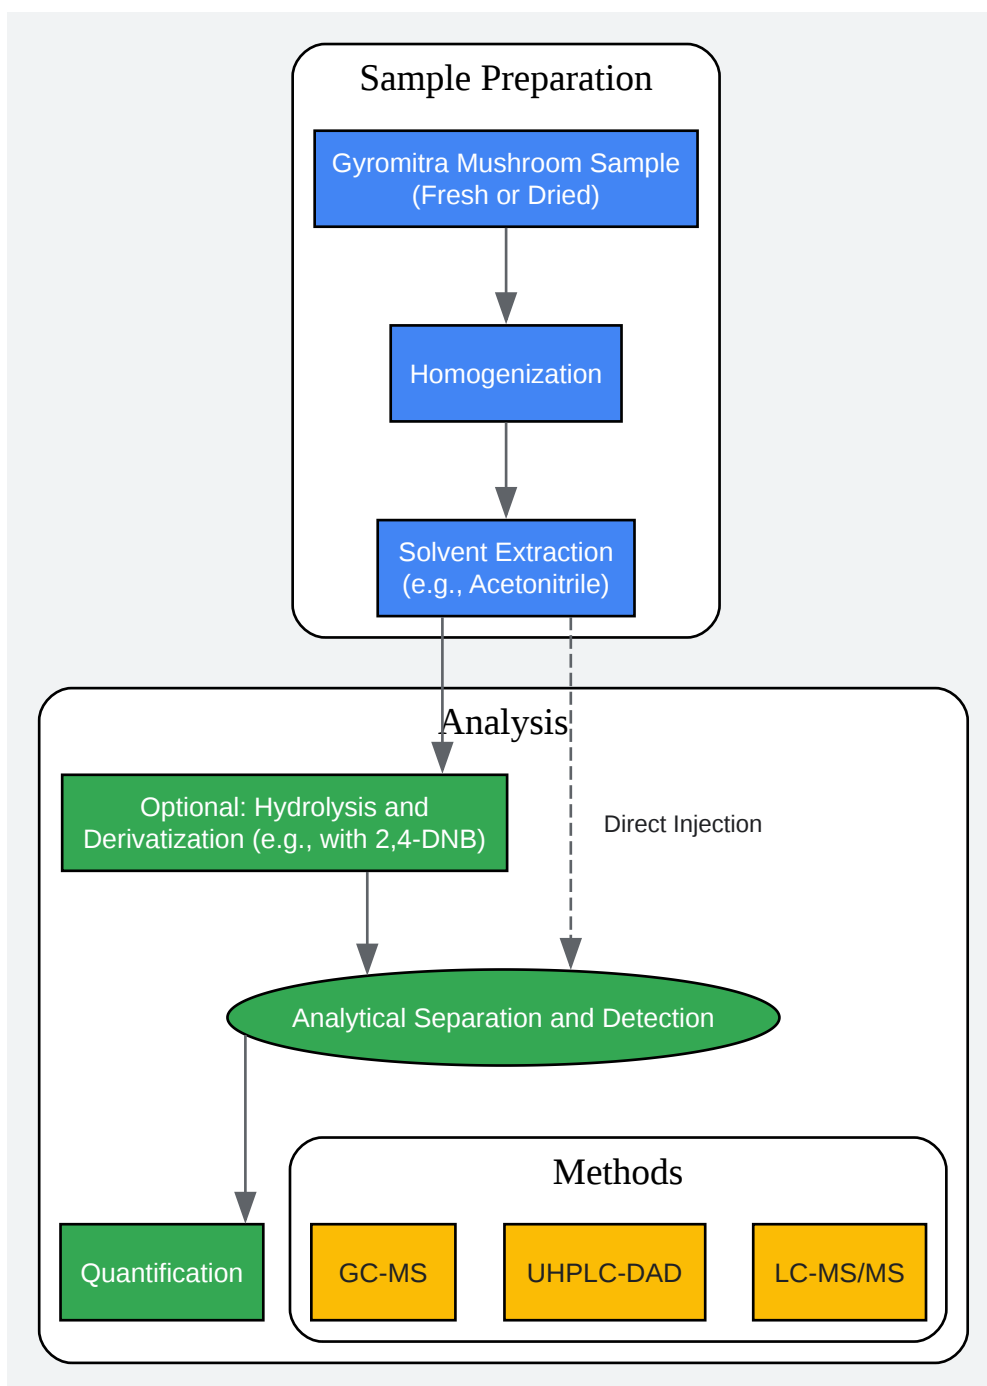 Sample Preparation
Gyromitra Mushroom Sample
(Fresh or Dried)
Homogenization
Solvent Extraction
(e.g., Acetonitrile)
Analysis
Optional: Hydrolysis and
Derivatization (e.g., with 2,4-DNB)
Direct Injection
Analytical Separation and Detection
Methods
Quantification
GC-MS
UHPLC-DAD
LC-MS/MS